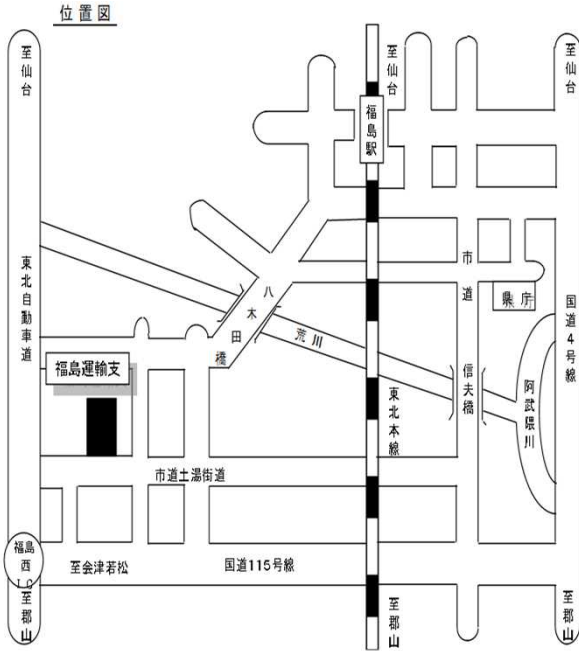 位置図
至仙台
至仙台
至仙台
福島駅
東北自動車道
市道
県庁
国道4号線
八木田橋
荒川
信夫橋
阿武隈川
福島運輸支
東北本線
市道土湯街道
福島西IC
至会津若松
国道115号線
至郡山
至郡山
至郡山